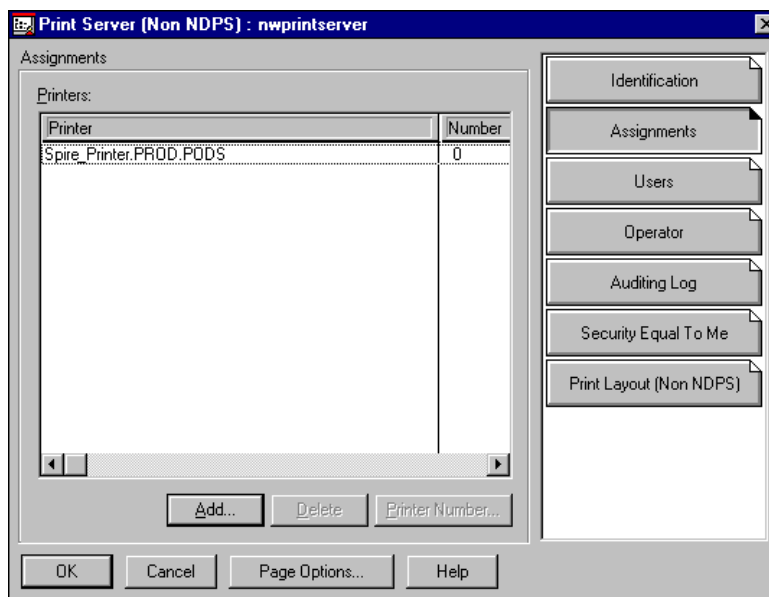 Print Server (Non NDPS) : nwprintserver
Assignments
Printers:
Printer Number
Spire_Printer.PROD.PODS 0
Add... Delete Printer Number...
OK Cancel Page Options... Help
Identification
Assignments
Users
Operator
Auditing Log
Security Equal To Me
Print Layout (Non NDPS)